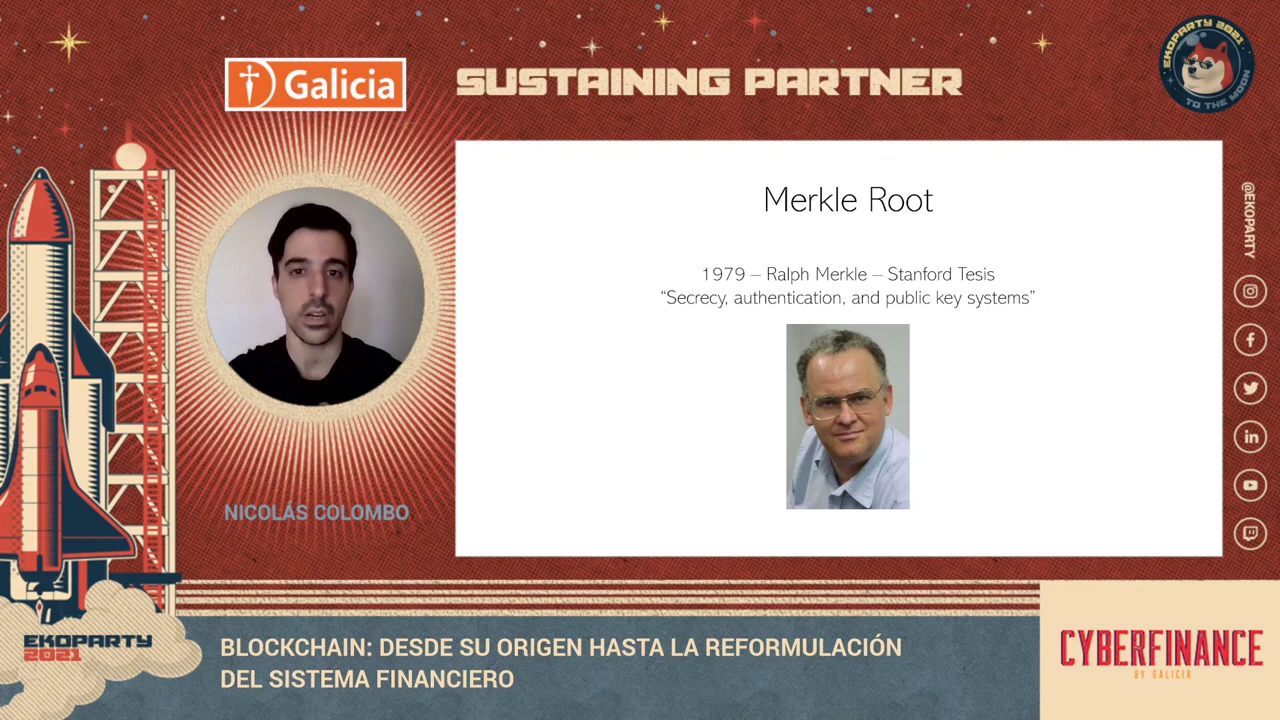 Galicia
SUSTAINING PARTNER
EKOPARTY 2021
TO THE MOON
Merkle Root
1979 – Ralph Merkle – Stanford Tesis
“Secrecy, authentication, and public key systems”
@EKOPARTY
NICOLÁS COLOMBO
EKOPARTY
2021
BLOCKCHAIN: DESDE SU ORIGEN HASTA LA REFORMULACIÓN
DEL SISTEMA FINANCIERO
CYBERFINANCE
BY GALICIA